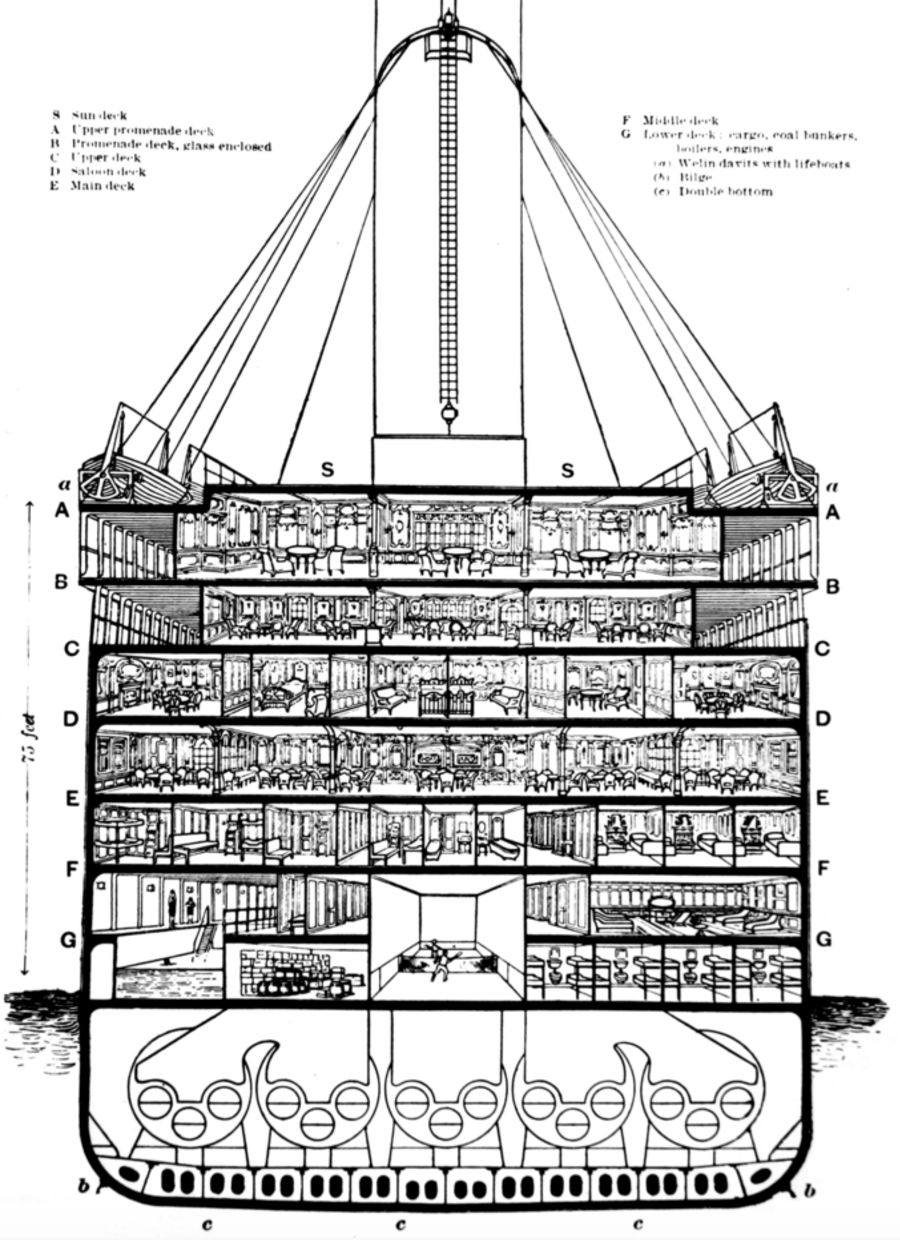 S Sun deck
A Upper promenade deck
B Promenade deck, glass enclosed
C Upper deck
D Saloon deck
E Main deck
F Middle deck
G Lower deck: cargo, coal bunkers,
boilers, engines
(a) Welin davits with lifeboats
(b) Bilge
(c) Double bottom
S S
a a
A A
B B
C C
D D
75 feet
E E
F F
G G
b b
c c c